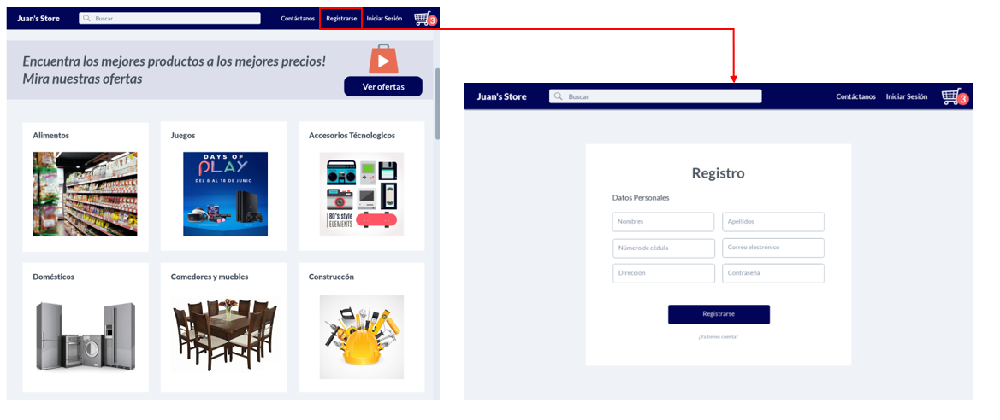 Juan's Store
Buscar
Contáctanos
Registrarse
Iniciar Sesión
3
Encuentra los mejores productos a los mejores precios!
Mira nuestras ofertas
Ver ofertas
Alimentos
Juegos
DAYS OF
PLAY
DEL 8 AL 18 DE JUNIO
Accesorios Técnologicos
80's style
ELEMENTS
Domésticos
Comedores y muebles
Construccón
Juan's Store
Buscar
Contáctanos
Iniciar Sesión
3
Registro
Datos Personales
Nombres
Apellidos
Número de cédula
Correo electrónico
Dirección
Contraseña
Registrarse
¿Ya tienes cuenta?